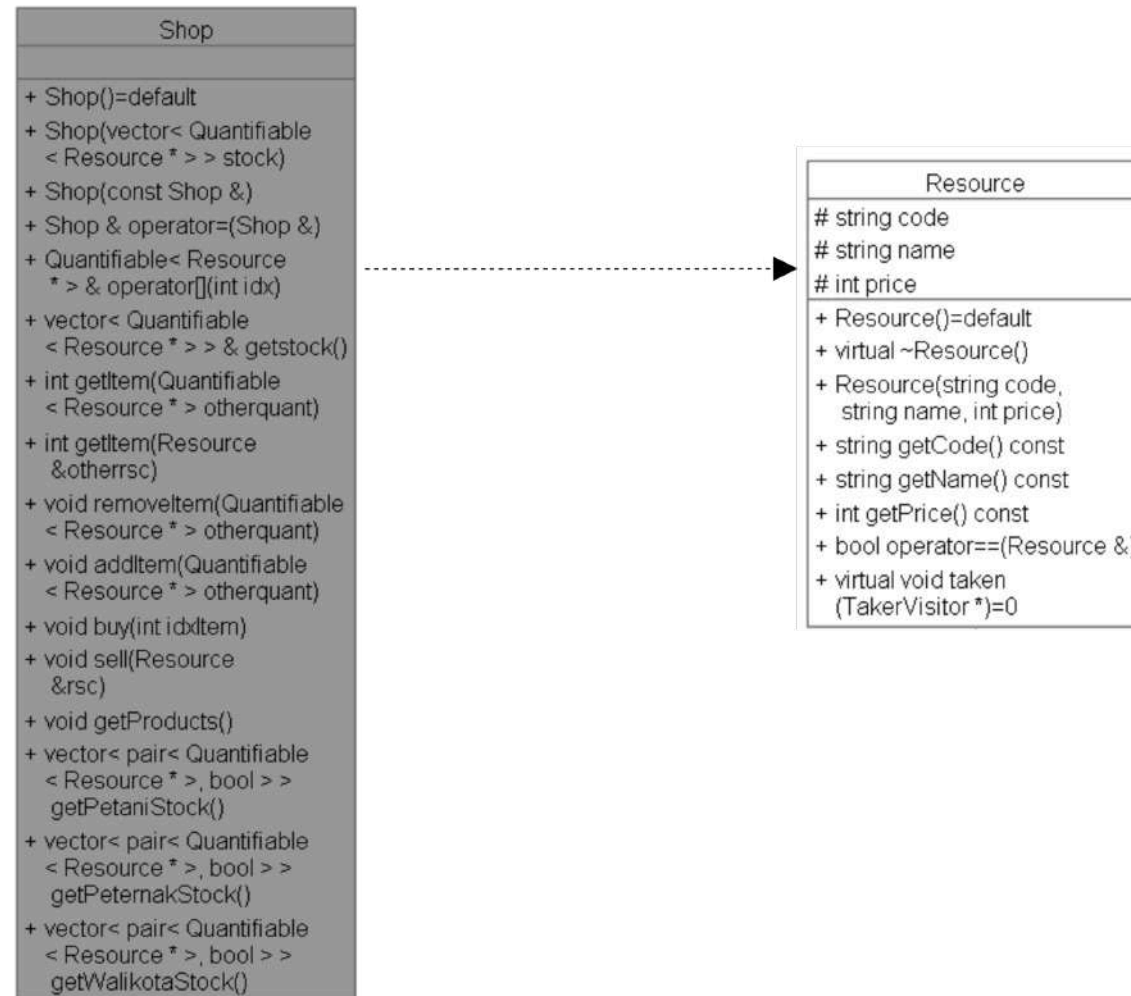 Shop
+ Shop()=default
+ Shop(vector< Quantifiable
< Resource * > > stock)
+ Shop(const Shop &)
+ Shop & operator=(Shop &)
+ Quantifiable< Resource
* > & operator[](int idx)
+ vector< Quantifiable
< Resource * > > & getstock()
+ int getItem(Quantifiable
< Resource * > otherquant)
+ int getItem(Resource
&otherrsc)
+ void removeItem(Quantifiable
< Resource * > otherquant)
+ void addItem(Quantifiable
< Resource * > otherquant)
+ void buy(int idxItem)
+ void sell(Resource
&rsc)
+ void getProducts()
+ vector< pair< Quantifiable
< Resource * >, bool > >
getPetaniStock()
+ vector< pair< Quantifiable
< Resource * >, bool > >
getPeternakStock()
+ vector< pair< Quantifiable
< Resource * >, bool > >
getWalikotaStock()
Resource
# string code
# string name
# int price
+ Resource()=default
+ virtual ~Resource()
+ Resource(string code,
string name, int price)
+ string getCode() const
+ string getName() const
+ int getPrice() const
+ bool operator==(Resource &)
+ virtual void taken
(TakerVisitor *)=0